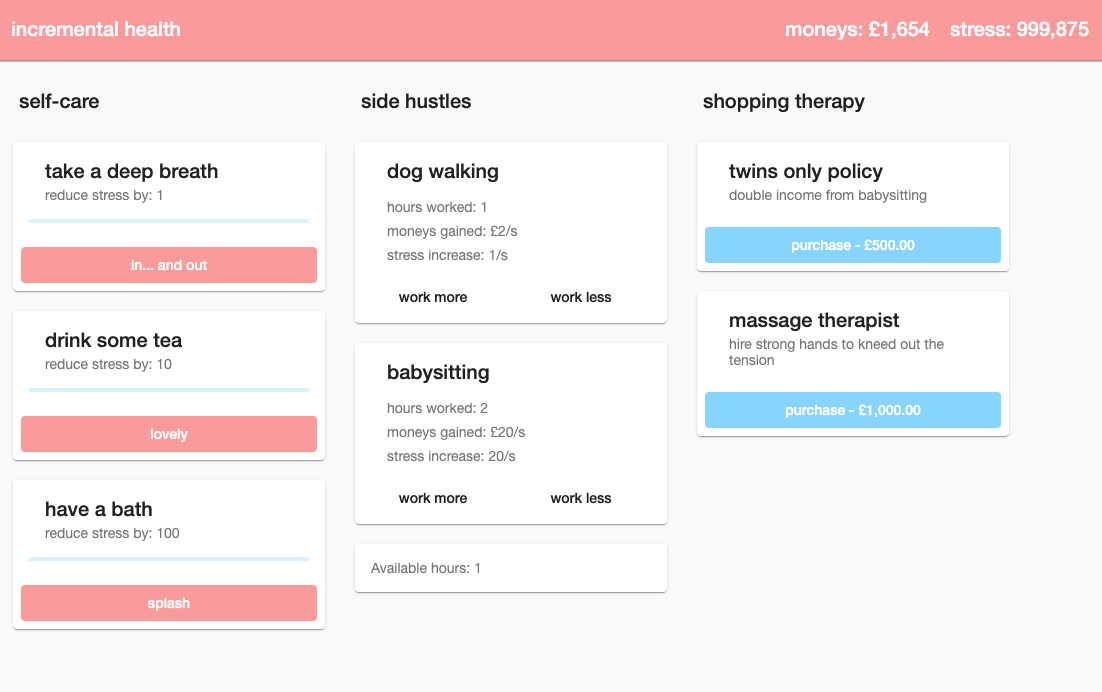 incremental health
moneys: £1,654 stress: 999,875
self-care
take a deep breath
reduce stress by: 1
in... and out
drink some tea
reduce stress by: 10
lovely
have a bath
reduce stress by: 100
splash
side hustles
dog walking
hours worked: 1
moneys gained: £2/s
stress increase: 1/s
work more work less
babysitting
hours worked: 2
moneys gained: £20/s
stress increase: 20/s
work more work less
Available hours: 1
shopping therapy
twins only policy
double income from babysitting
purchase - £500.00
massage therapist
hire strong hands to kneed out the
tension
purchase - £1,000.00